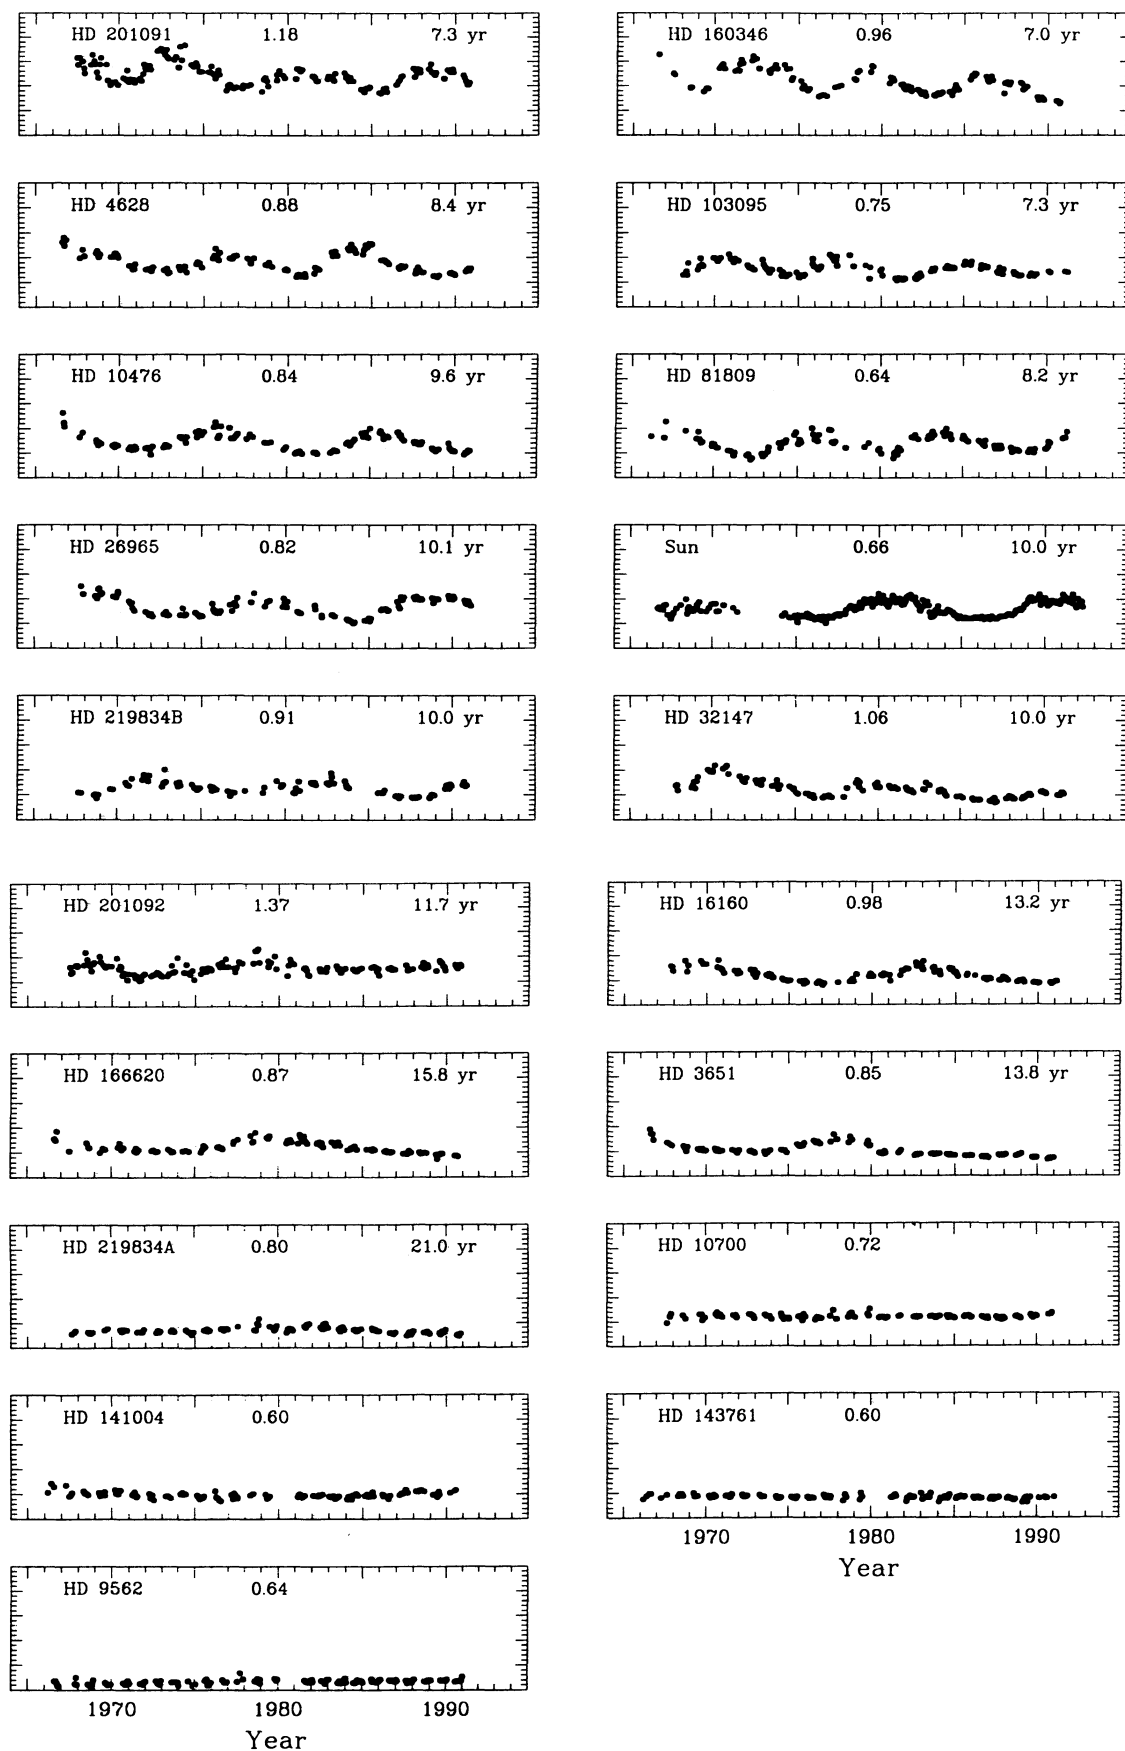 HD 201091 1.18 7.3 yr
HD 160346 0.96 7.0 yr
HD 4628 0.88 8.4 yr
HD 103095 0.75 7.3 yr
HD 10476 0.84 9.6 yr
HD 81809 0.64 8.2 yr
HD 26965 0.82 10.1 yr
Sun 0.66 10.0 yr
HD 219834B 0.91 10.0 yr
HD 32147 1.06 10.0 yr
HD 201092 1.37 11.7 yr
HD 16160 0.98 13.2 yr
HD 166620 0.87 15.8 yr
HD 3651 0.85 13.8 yr
HD 219834A 0.80 21.0 yr
HD 10700 0.72
HD 141004 0.60
HD 143761 0.60
1970 1980 1990
Year
HD 9562 0.64
1970 1980 1990
Year